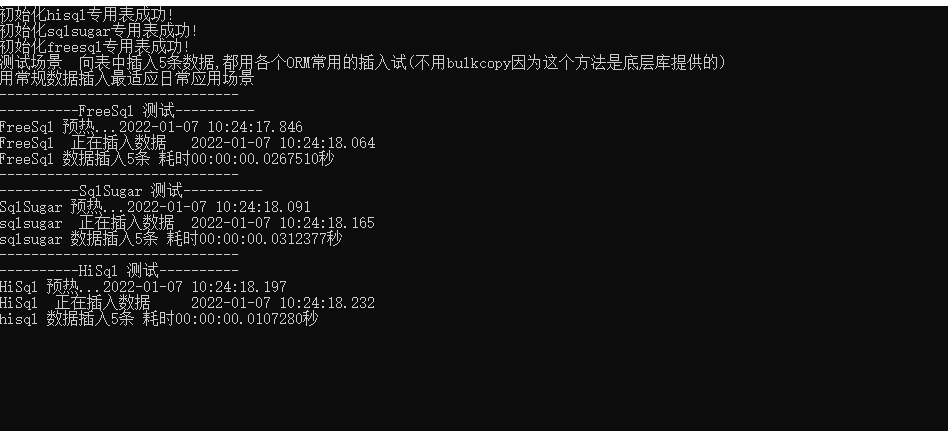 初始化hisql专用表成功!
初始化sqlsugar专用表成功!
初始化freesql专用表成功!
测试场景  向表中插入5条数据,都用各个ORM常用的插入试(不用bulkcopy因为这个方法是底层库提供的)
用常规数据插入最适应日常应用场景
------------------------------
----------FreeSql 测试----------
FreeSql 预热...2022-01-07 10:24:17.846
FreeSql  正在插入数据   2022-01-07 10:24:18.064
FreeSql 数据插入5条 耗时00:00:00.0267510秒
------------------------------
----------SqlSugar 测试----------
SqlSugar 预热...2022-01-07 10:24:18.091
sqlsugar  正在插入数据  2022-01-07 10:24:18.165
sqlsugar 数据插入5条 耗时00:00:00.0312377秒
------------------------------
----------HiSql 测试----------
HiSql 预热...2022-01-07 10:24:18.197
HiSql  正在插入数据     2022-01-07 10:24:18.232
hisql 数据插入5条 耗时00:00:00.0107280秒